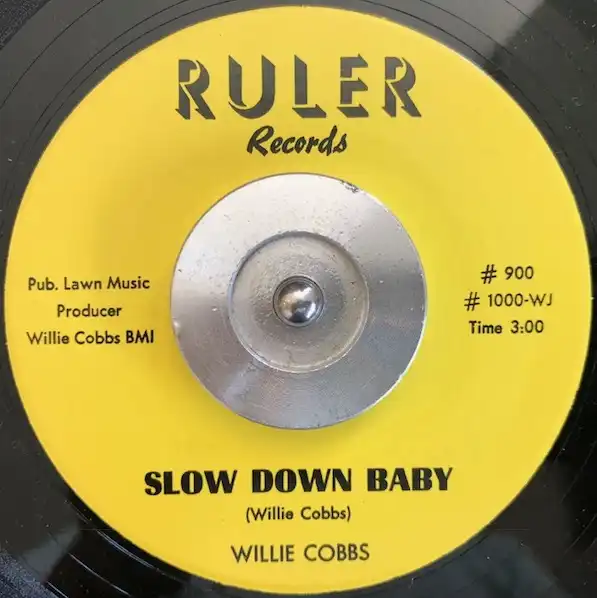 RULER
Records
Pub. Lawn Music
Producer
Willie Cobbs BMI
# 900
# 1000-WJ
Time 3:00
SLOW DOWN BABY
(Willie Cobbs)
WILLIE COBBS